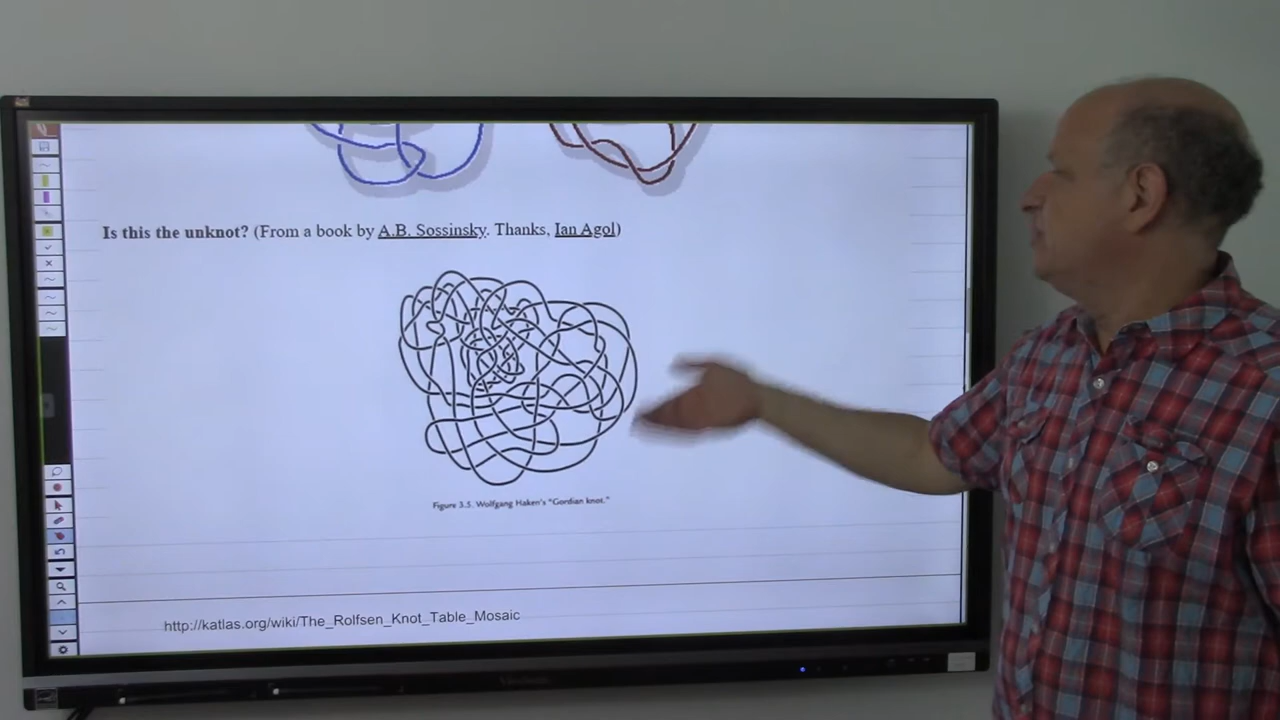 Is this the unknot? (From a book by A.B. Sossinsky. Thanks, Ian Agol)
Figure 3.5. Wolfgang Haken's "Gordian knot."
http://katlas.org/wiki/The_Rolfsen_Knot_Table_Mosaic